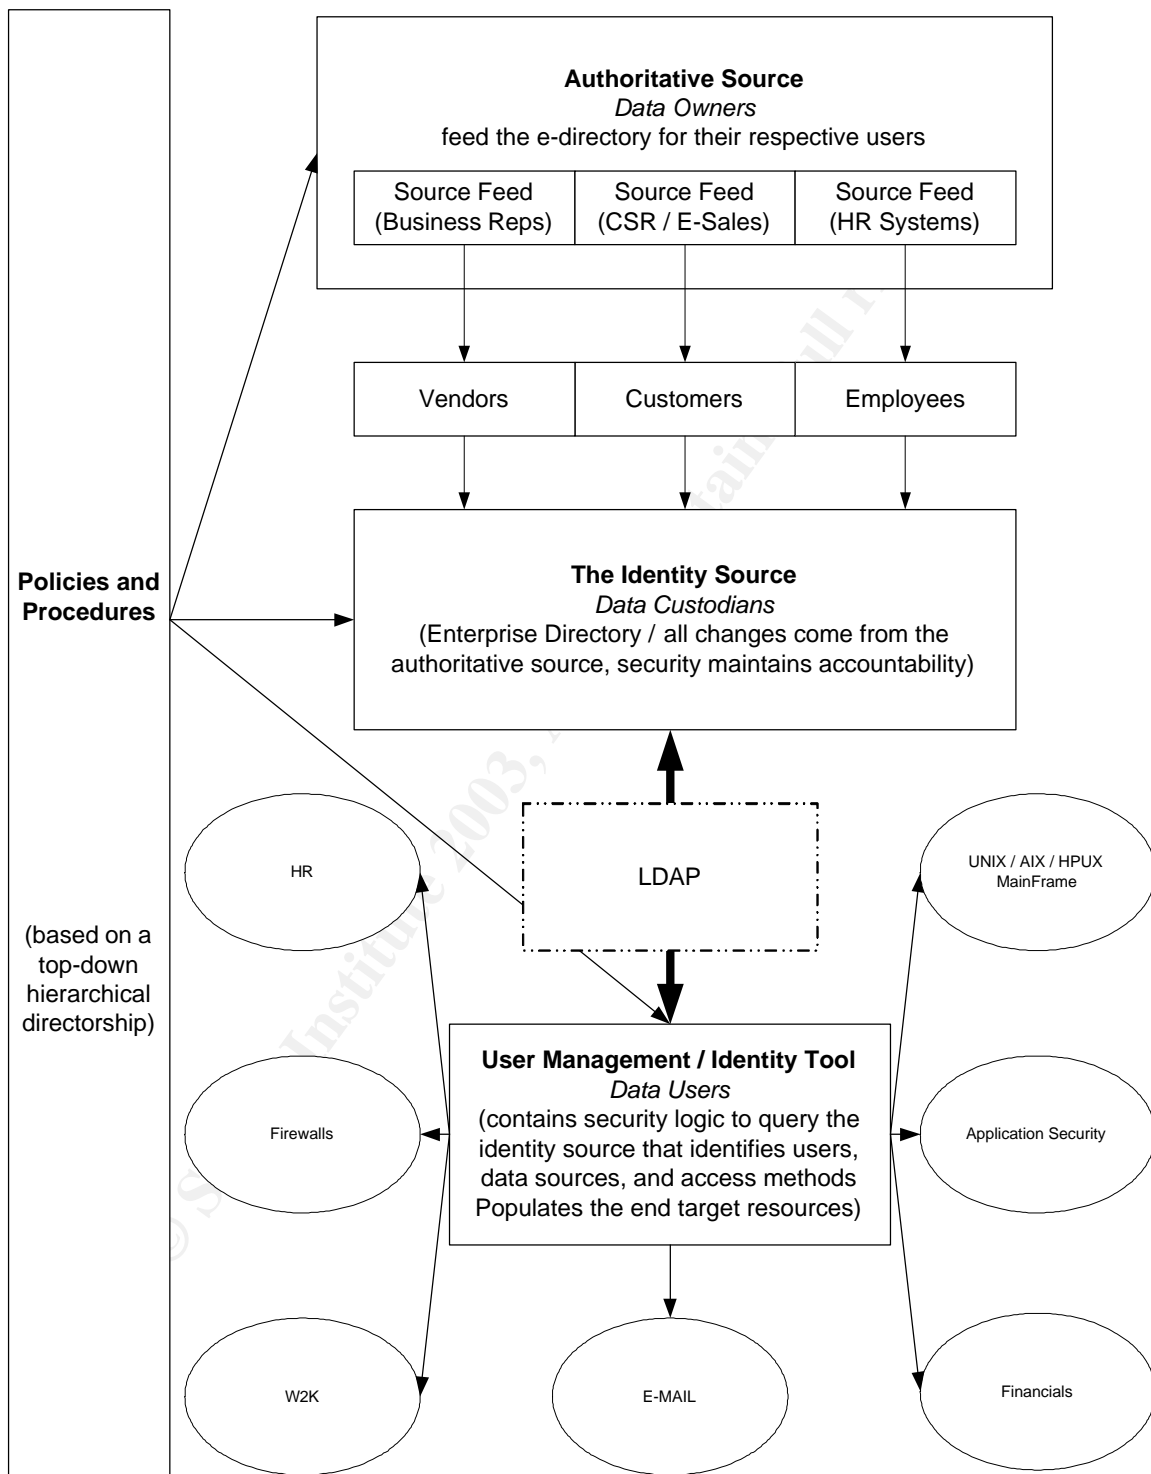 Authoritative Source
Data Owners
feed the e-directory for their respective users
Source Feed
(Business Reps)
Source Feed
(CSR / E-Sales)
Source Feed
(HR Systems)
Vendors
Customers
Employees
Policies and
Procedures
(based on a
top-down
hierarchical
directorship)
The Identity Source
Data Custodians
(Enterprise Directory / all changes come from the
authoritative source, security maintains accountability)
LDAP
HR
UNIX / AIX / HPUX
MainFrame
User Management / Identity Tool
Data Users
(contains security logic to query the
identity source that identifies users,
data sources, and access methods
Populates the end target resources)
Firewalls
Application Security
W2K
E-MAIL
Financials
© S Institute 2003,